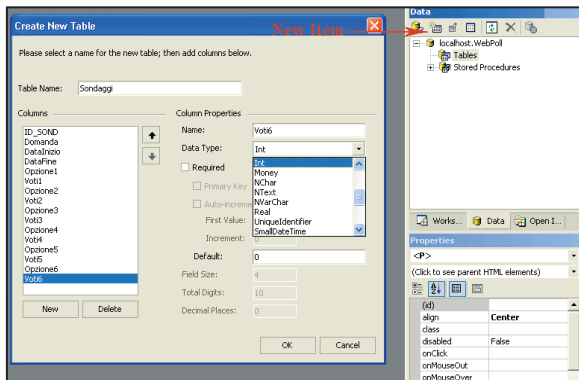 Create New Table
Please select a name for the new table; then add columns below.
Table Name:
Sondaggi
Columns
ID_SOND
Domanda
DataInizio
DataFine
Opzione1
Voti1
Opzione2
Voti2
Opzione3
Voti3
Opzione4
Voti4
Opzione5
Voti5
Opzione6
Voti6
New
Delete
Column Properties
Name:
Voti6
Data Type:
Int
Int
Money
NChar
NText
NVarChar
Real
UniqueIdentifier
SmallDateTime
Required
Primary Key
Auto-increme
First Value:
Increment:
0
Default:
0
Field Size:
4
Total Digits:
10
Decimal Places:
0
OK
Cancel
New Item
Data
localhost.WebPoll
Tables
Stored Procedures
Works...
Data
Open I...
Properties
<P>
(Click to see parent HTML elements)
(id)
align
Center
class
disabled
False
onClick
onMouseOut
onMouseOver